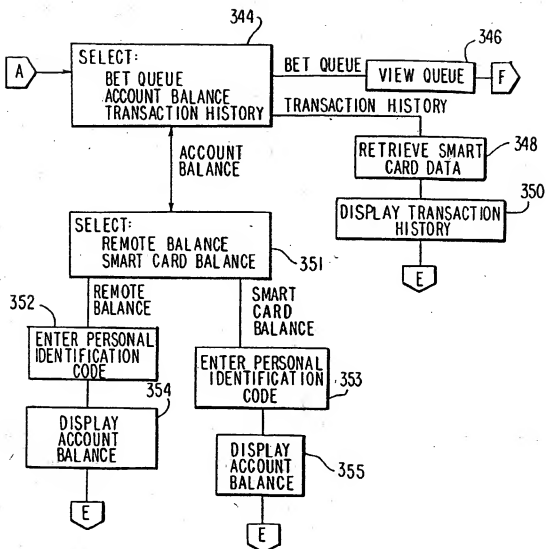 344
A
SELECT:
BET QUEUE
ACCOUNT BALANCE
TRANSACTION HISTORY
BET QUEUE
346
VIEW QUEUE
F
TRANSACTION HISTORY
RETRIEVE SMART
CARD DATA
348
350
DISPLAY TRANSACTION
HISTORY
E
ACCOUNT
BALANCE
SELECT:
REMOTE BALANCE
SMART CARD BALANCE
351
352
REMOTE
BALANCE
ENTER PERSONAL
IDENTIFICATION
CODE
354
DISPLAY
ACCOUNT
BALANCE
E
SMART
CARD
BALANCE
ENTER PERSONAL
IDENTIFICATION
CODE
353
DISPLAY
ACCOUNT
BALANCE
355
E